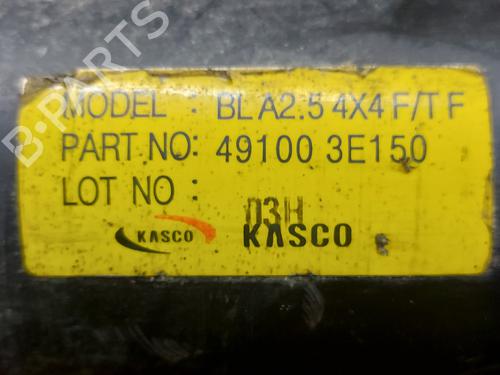 B-PARTS
MODEL : BL A2.5 4X4 F/T F
PART NO: 49100 3E150
LOT NO :
03H
KASCO KASCO